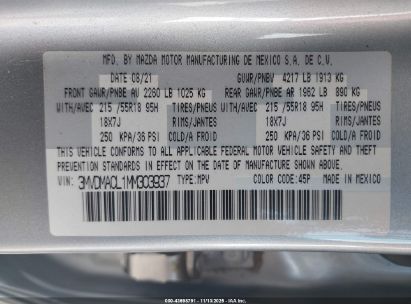 MFD. BY MAZDA MOTOR MANUFACTURING DE MEXICO S.A. DE C.V.
DATE 08/21 GVWR/PNBV 4217 LB 1913 KG
FRONT GAWR/PNBE AV 2260 LB 1025 KG REAR GAWR/PNBE AR 1962 LB 890 KG
WITH/AVEC 215 /55R18 95H TIRES/PNEUS WITH/AVEC 215 /55R18 95H TIRES/PNEUS
18X7J RIMS/JANTES 18X7J RIMS/JANTES
250 KPA/36 PSI COLD/A FROID 250 KPA/36 PSI COLD/A FROID
THIS VEHICLE CONFORMS TO ALL APPLICABLE FEDERAL MOTOR VEHICLE SAFETY AND THEFT
PREVENTION STANDARDS IN EFFECT ON THE DATE OF MANUFACTURE SHOWN ABOVE.
VIN: 3MVDMACL1MM303937 TYPE:MPV COLOR CODE:45P MADE IN MEXICO